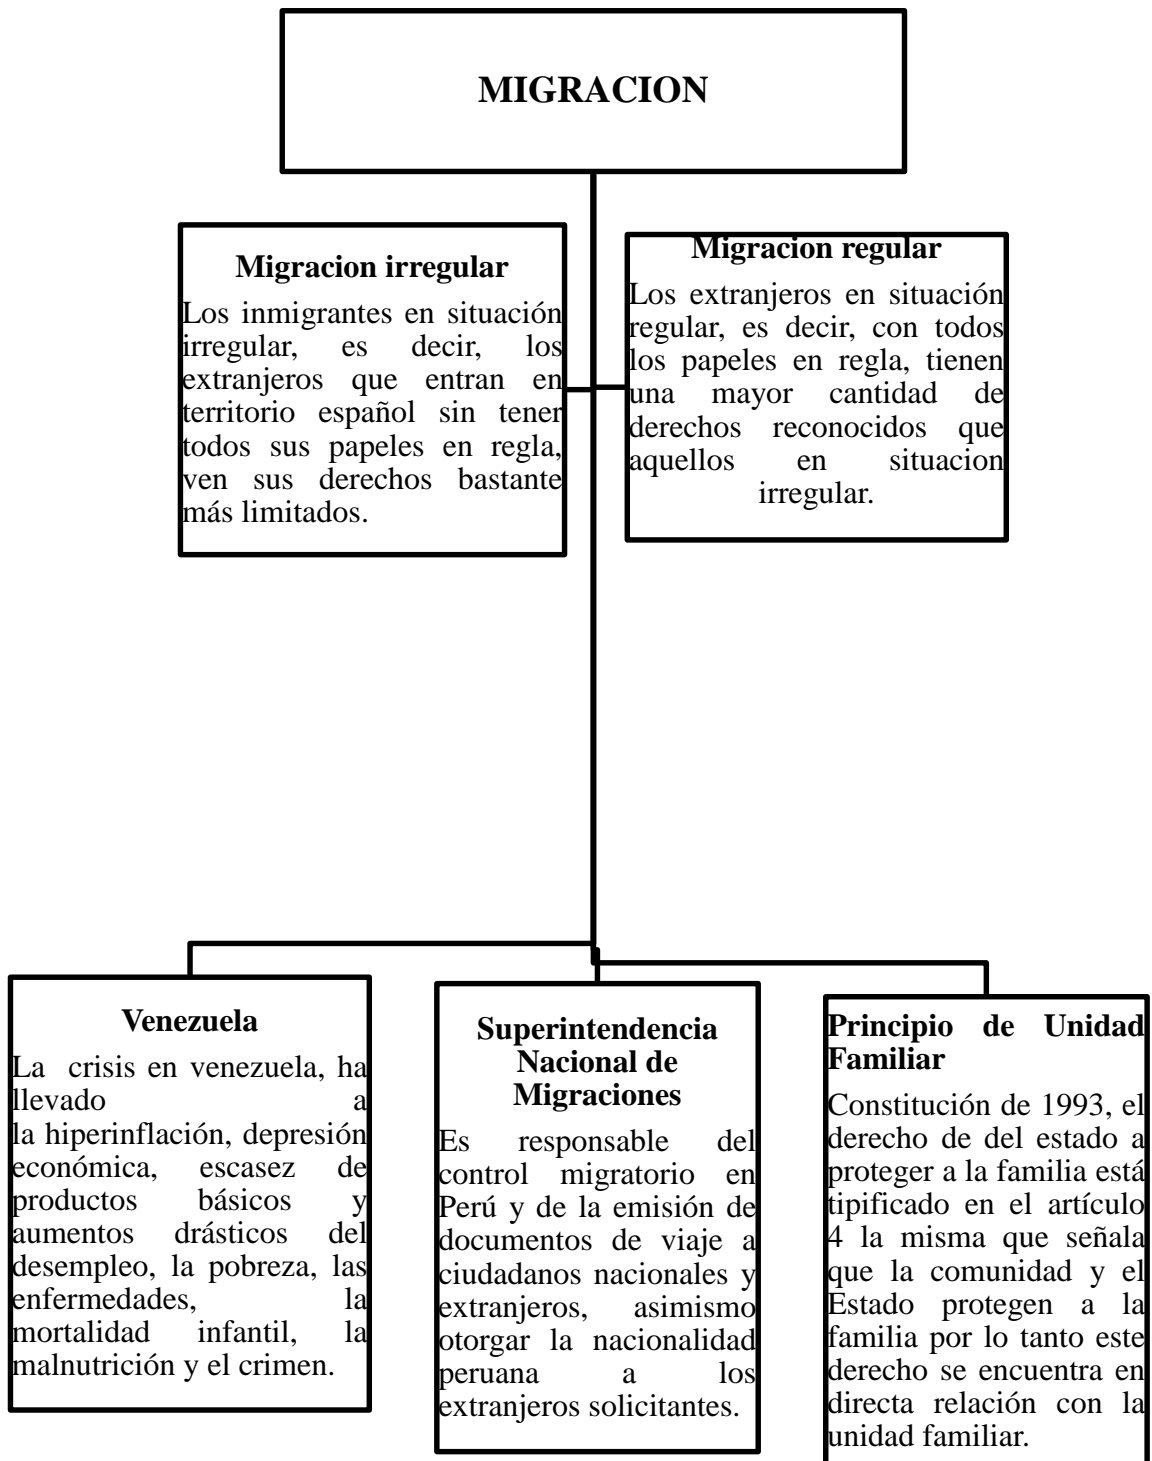 MIGRACION
Migracion irregular
Los inmigrantes en situación
irregular, es decir, los
extranjeros que entran en
territorio español sin tener
todos sus papeles en regla,
ven sus derechos bastante
más limitados.
Migracion regular
Los extranjeros en situación
regular, es decir, con todos
los papeles en regla, tienen
una mayor cantidad de
derechos reconocidos que
aquellos en situacion
irregular.
Venezuela
La crisis en venezuela, ha
llevado a
la hiperinflación, depresión
económica, escasez de
productos básicos y
aumentos drásticos del
desempleo, la pobreza, las
enfermedades, la
mortalidad infantil, la
malnutrición y el crimen.
Superintendencia
Nacional de
Migraciones
Es responsable del
control migratorio en
Perú y de la emisión de
documentos de viaje a
ciudadanos nacionales y
extranjeros, asimismo
otorgar la nacionalidad
peruana a los
extranjeros solicitantes.
Principio de Unidad
Familiar
Constitución de 1993, el
derecho de del estado a
proteger a la familia está
tipificado en el artículo
4 la misma que señala
que la comunidad y el
Estado protegen a la
familia por lo tanto este
derecho se encuentra en
directa relación con la
unidad familiar.